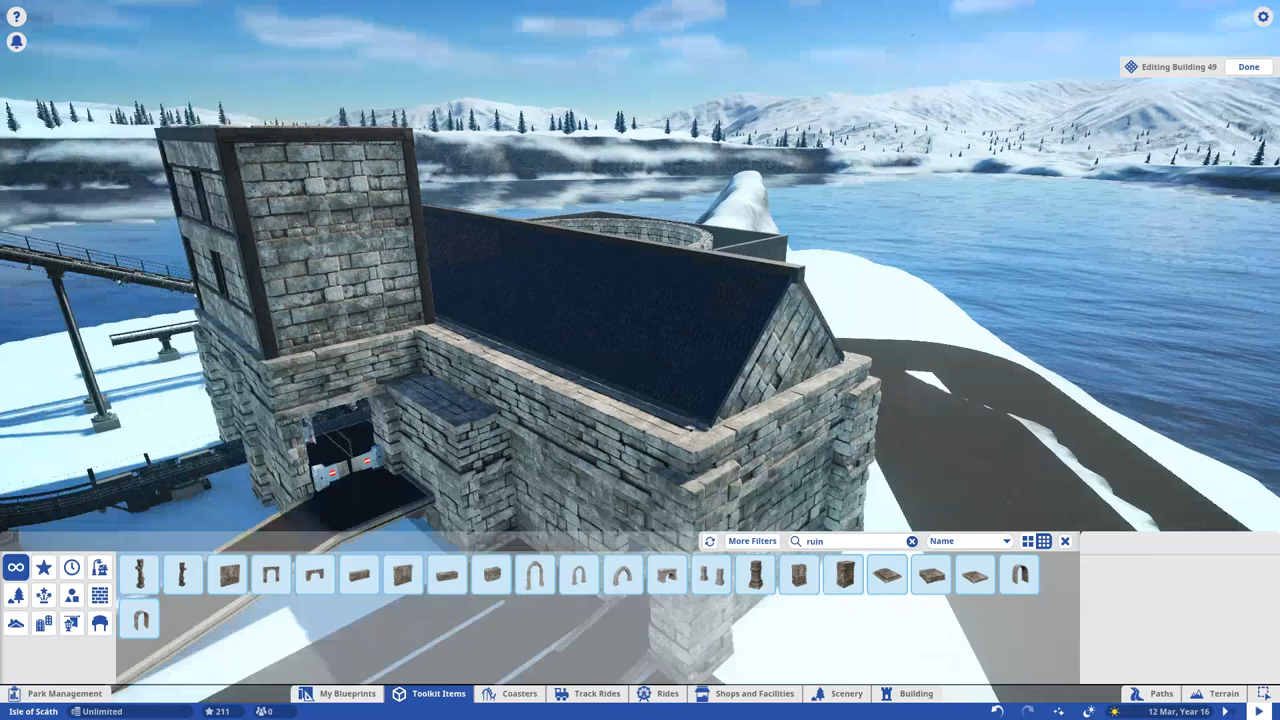 ?
Editing Building 49 Done
More Filters ruin Name
Park Management My Blueprints Toolkit Items Coasters Track Rides Rides Shops and Facilities Scenery Building Paths Terrain
Isle of Scáth Unlimited 211 0 12 Mar, Year 16